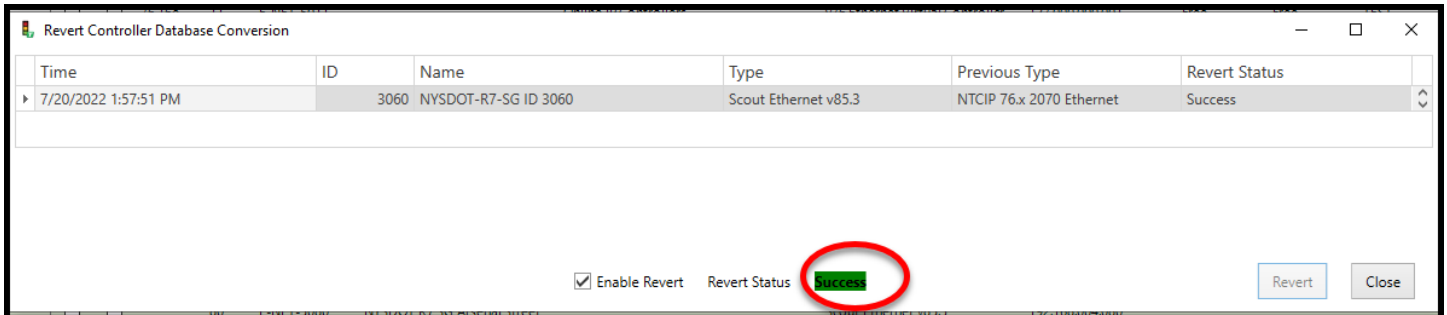 Revert Controller Database Conversion
Time ID Name Type Previous Type Revert Status
7/20/2022 1:57:51 PM 3060 NYSDOT-R7-SG ID 3060 Scout Ethernet v85.3 NTCIP 76.x 2070 Ethernet Success
Enable Revert Revert Status Success Revert Close